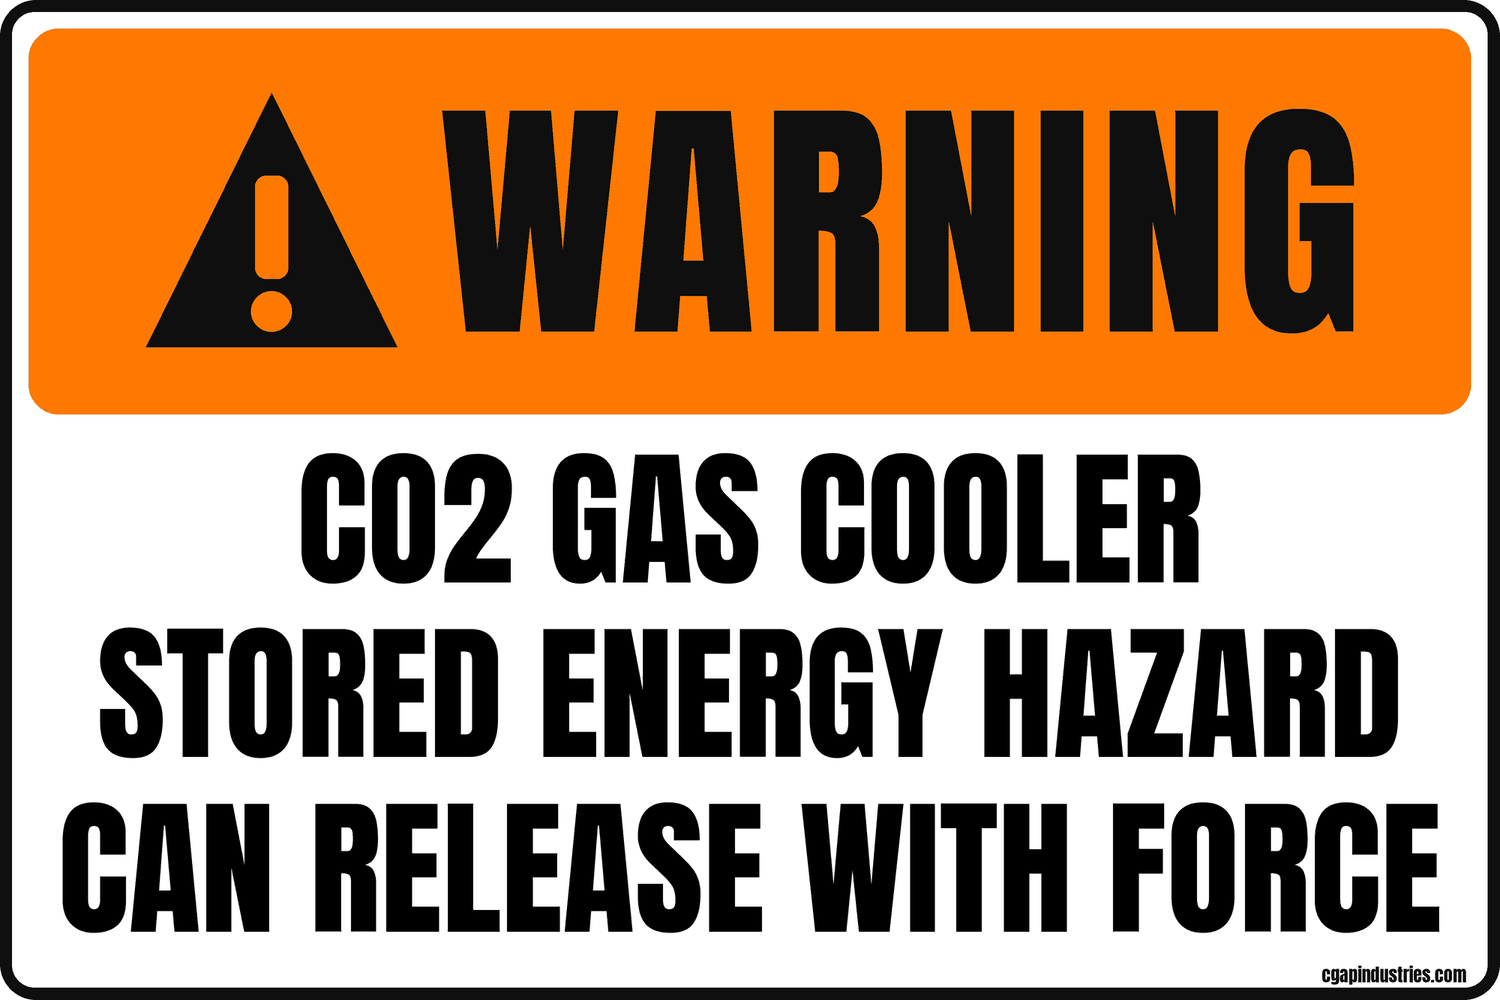 WARNING
CO2 GAS COOLER
STORED ENERGY HAZARD
CAN RELEASE WITH FORCE
cgapindustries.com